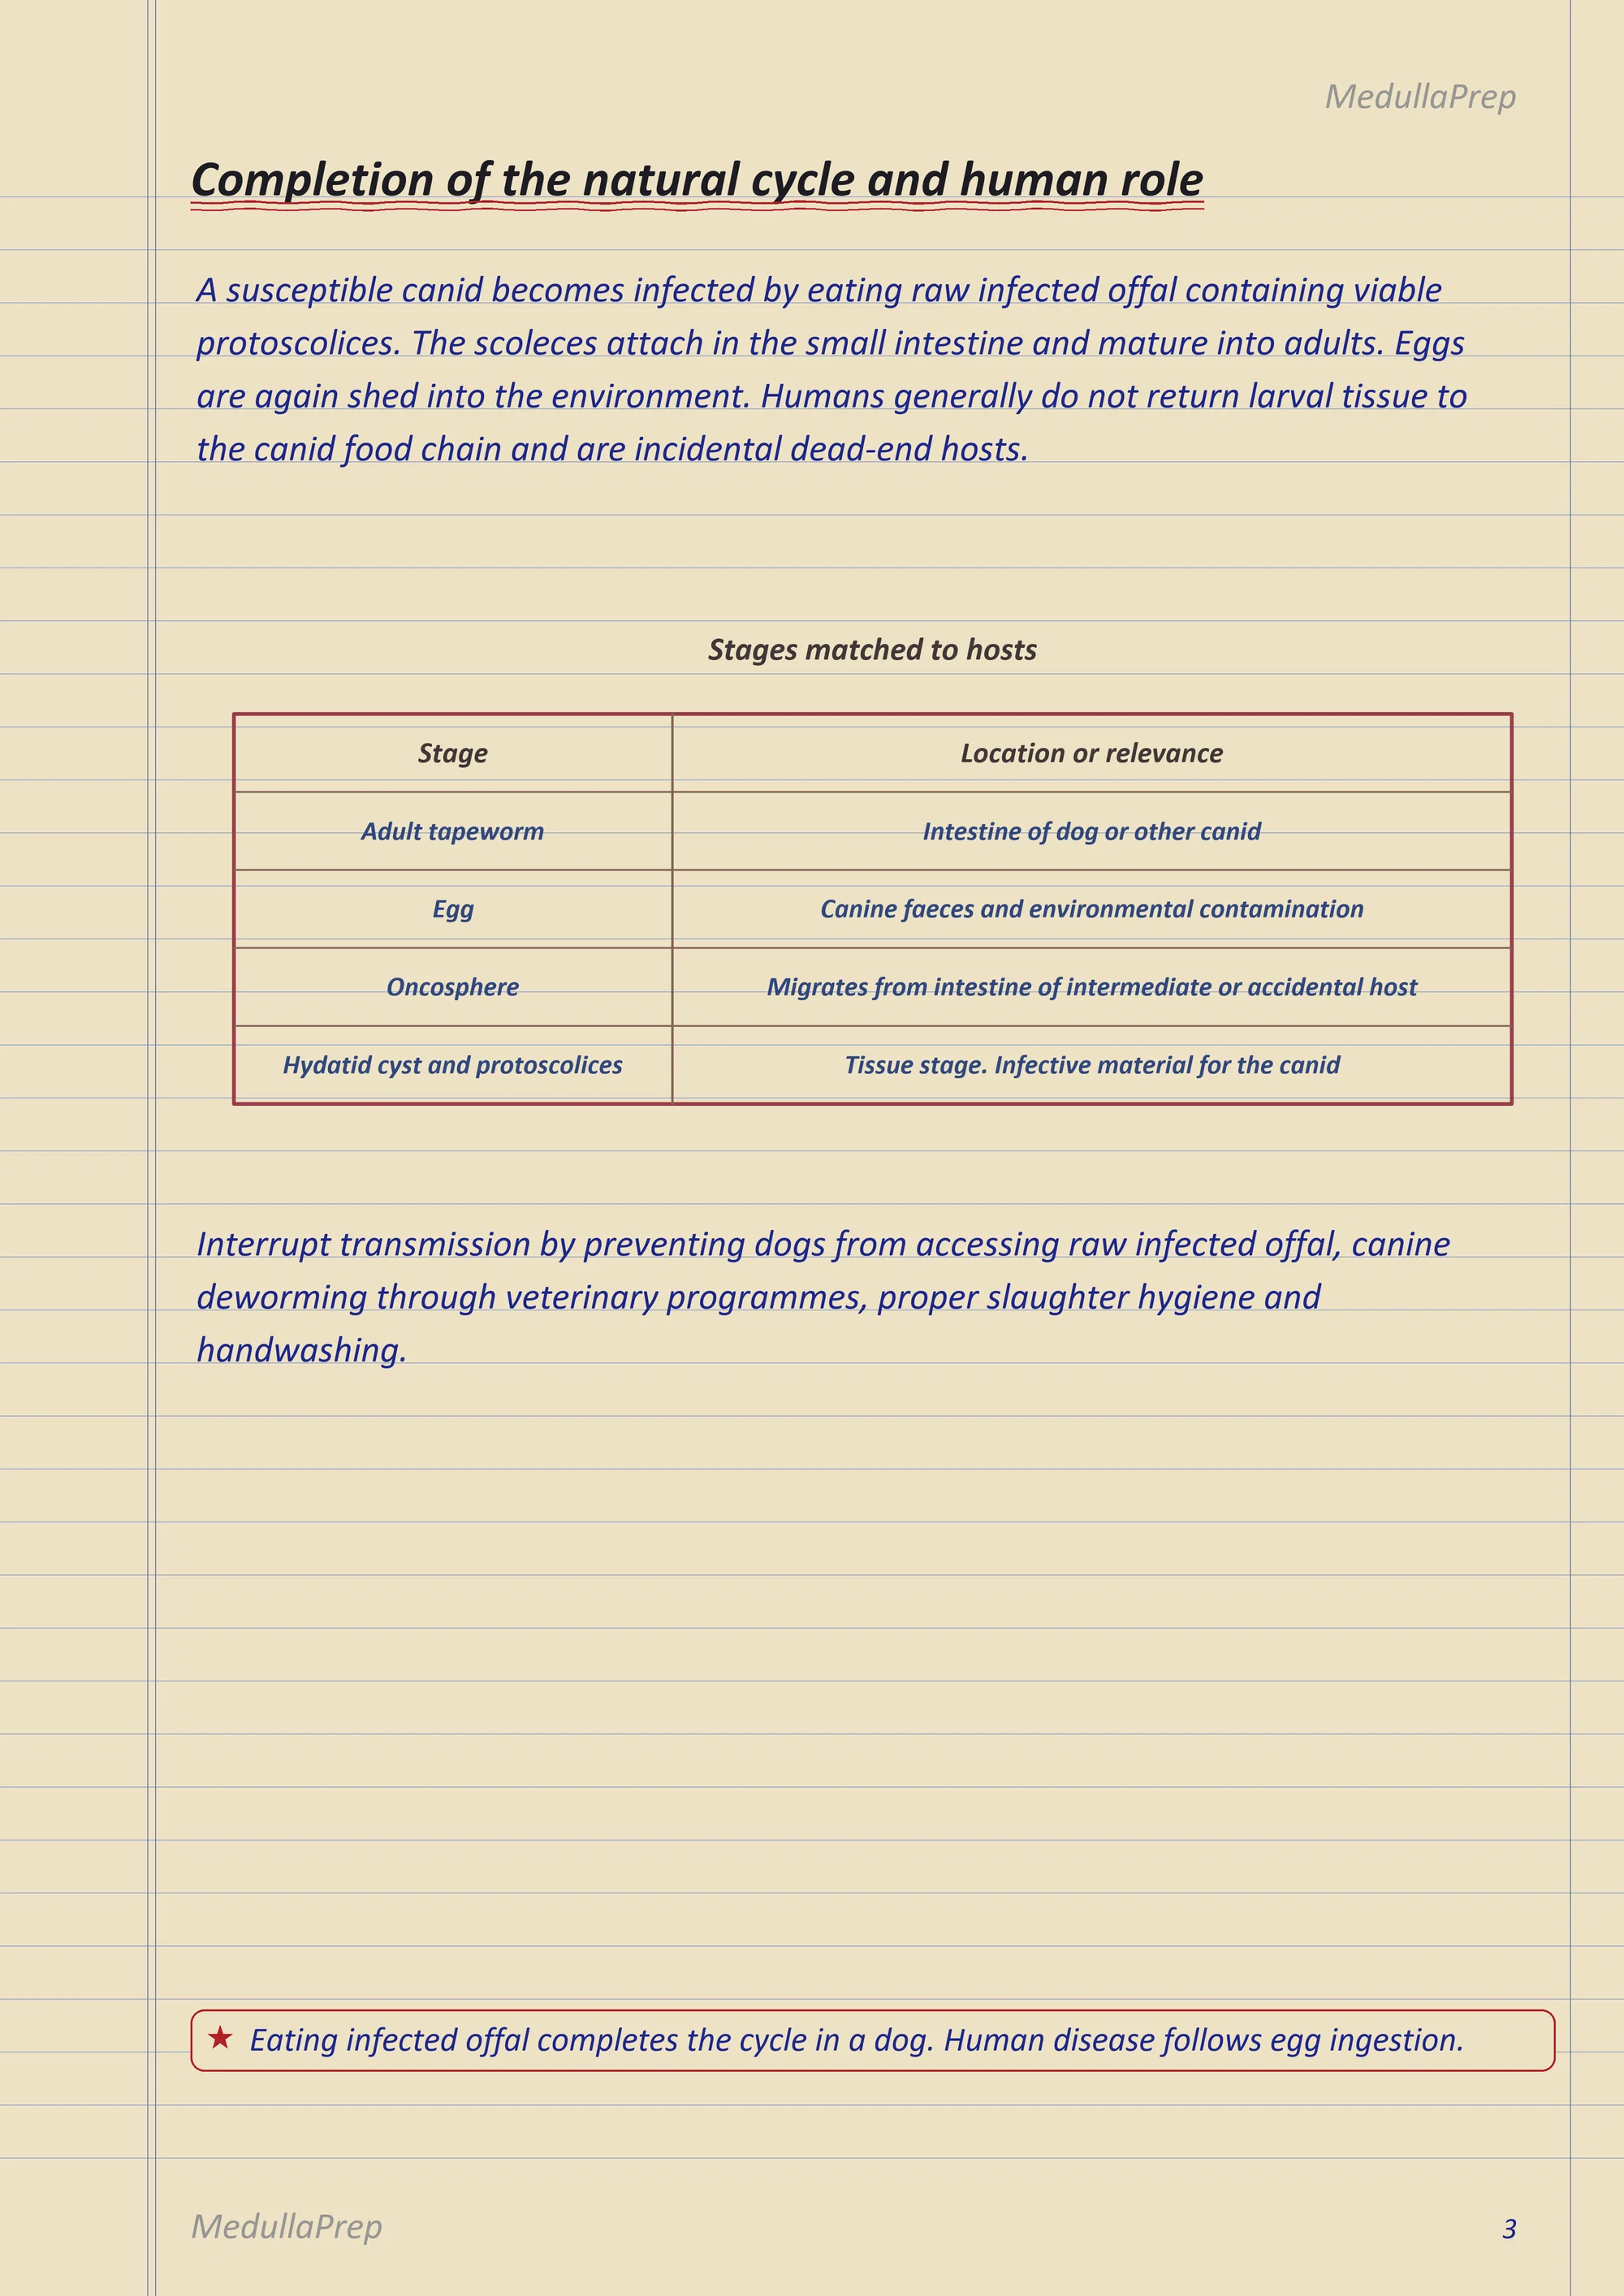 MedullaPrep
Completion of the natural cycle and human role
A susceptible canid becomes infected by eating raw infected offal containing viable
protoscolices. The scoleces attach in the small intestine and mature into adults. Eggs
are again shed into the environment. Humans generally do not return larval tissue to
the canid food chain and are incidental dead-end hosts.
Stages matched to hosts
Stage Location or relevance
Adult tapeworm Intestine of dog or other canid
Egg Canine faeces and environmental contamination
Oncosphere Migrates from intestine of intermediate or accidental host
Hydatid cyst and protoscolices Tissue stage. Infective material for the canid
Interrupt transmission by preventing dogs from accessing raw infected offal, canine
deworming through veterinary programmes, proper slaughter hygiene and
handwashing.
★ Eating infected offal completes the cycle in a dog. Human disease follows egg ingestion.
MedullaPrep 3